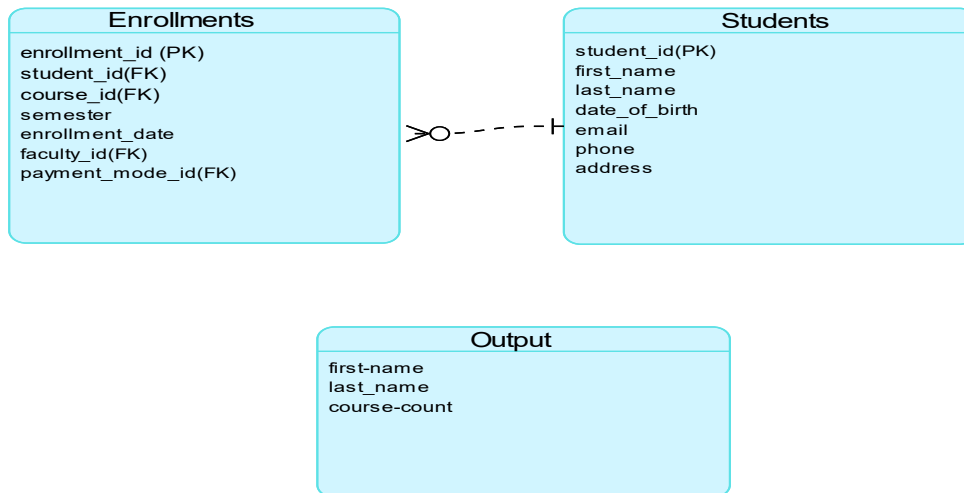 Enrollments
enrollment_id (PK)
student_id(FK)
course_id(FK)
semester
enrollment_date
faculty_id(FK)
payment_mode_id(FK)
Students
student_id(PK)
first_name
last_name
date_of_birth
email
phone
address
Output
first-name
last_name
course-count